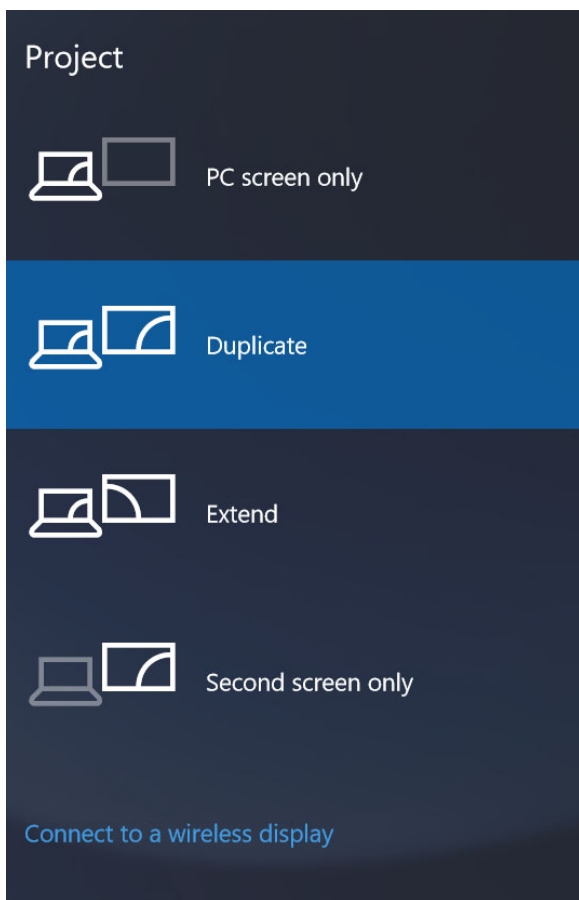 Project
PC screen only
Duplicate
Extend
Second screen only
Connect to a wireless display